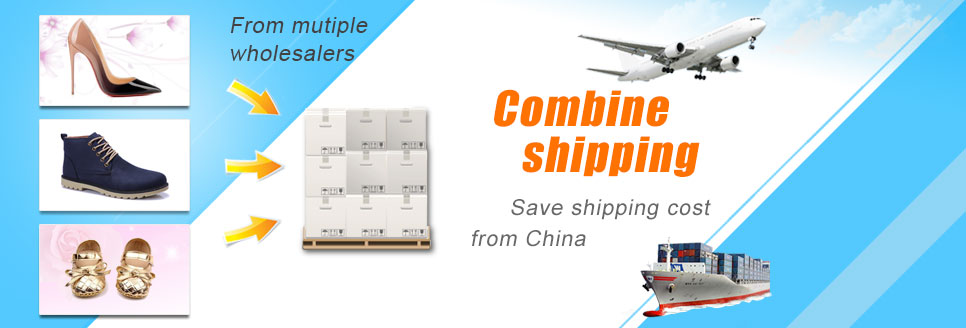 From mutiple
wholesalers
Combine
shipping
Save shipping cost
from China